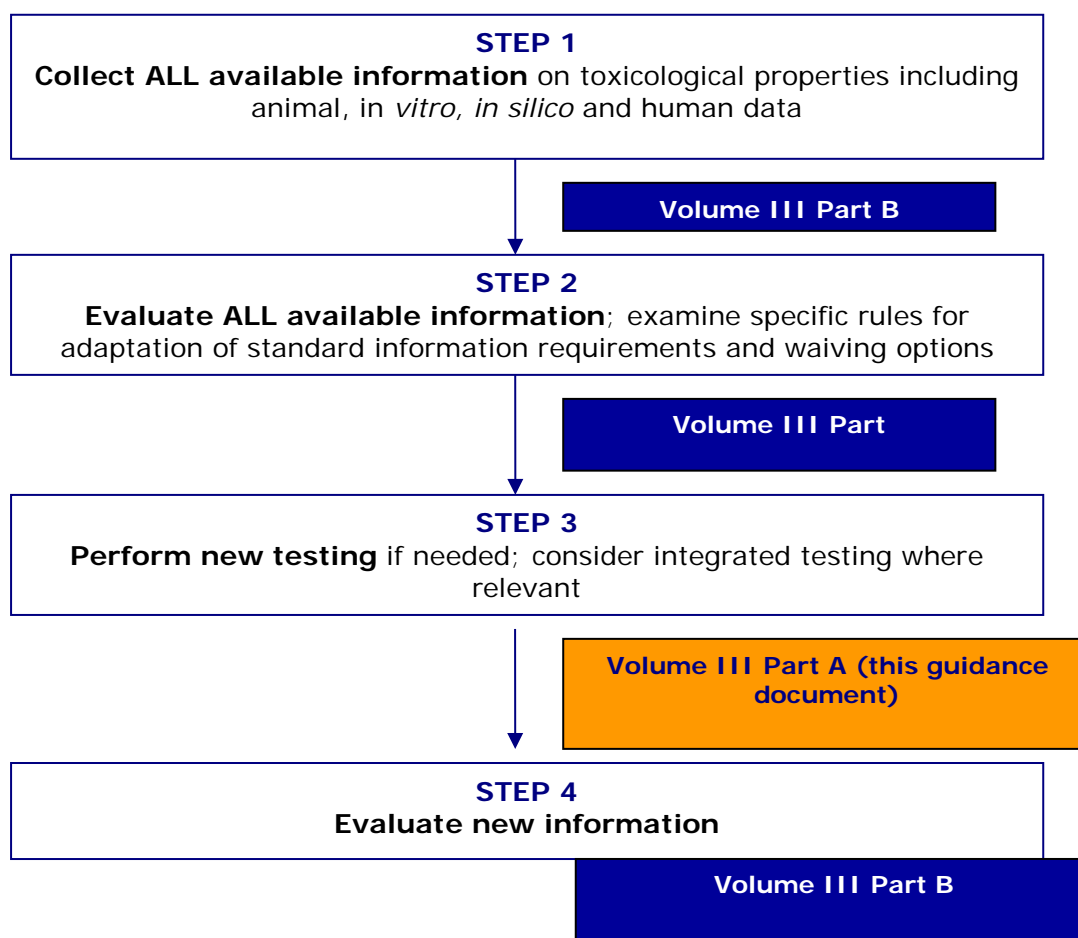 STEP 1
Collect ALL available information on toxicological properties including
animal, in vitro, in silico and human data
Volume III Part B
STEP 2
Evaluate ALL available information; examine specific rules for
adaptation of standard information requirements and waiving options
Volume III Part
STEP 3
Perform new testing if needed; consider integrated testing where
relevant
Volume III Part A (this guidance
document)
STEP 4
Evaluate new information
Volume III Part B